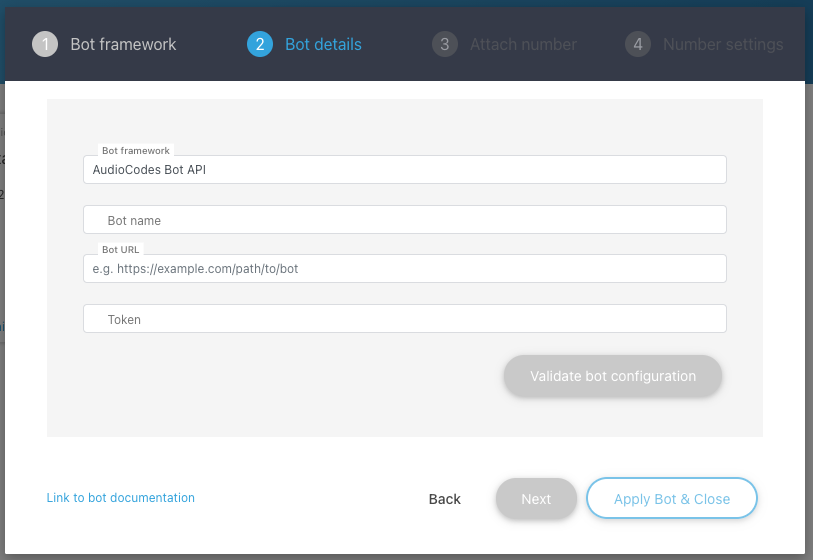 1 Bot framework
2 Bot details
3 Attach number
4 Number settings
Bot framework
AudioCodes Bot API
Bot name
Bot URL
e.g. https://example.com/path/to/bot
Token
Validate bot configuration
Link to bot documentation
Back
Next
Apply Bot & Close